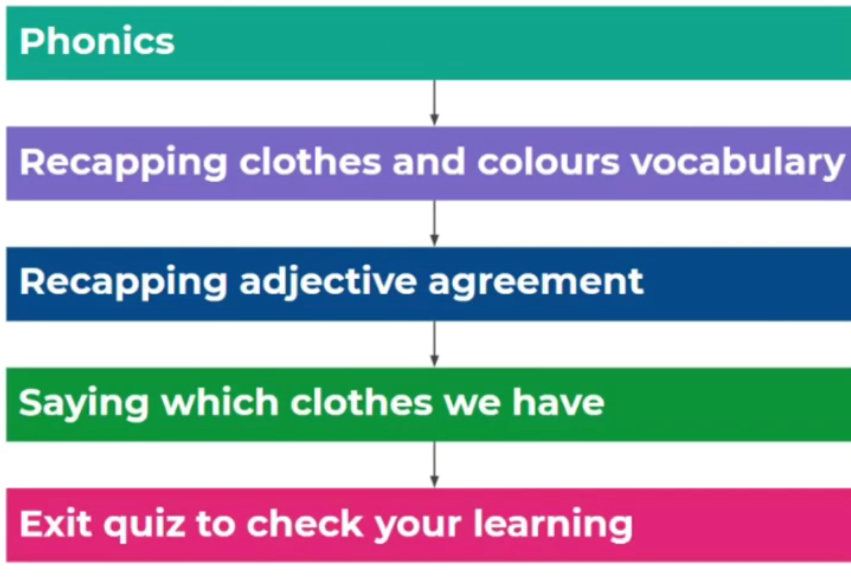 Phonics
Recapping clothes and colours vocabulary
Recapping adjective agreement
Saying which clothes we have
Exit quiz to check your learning